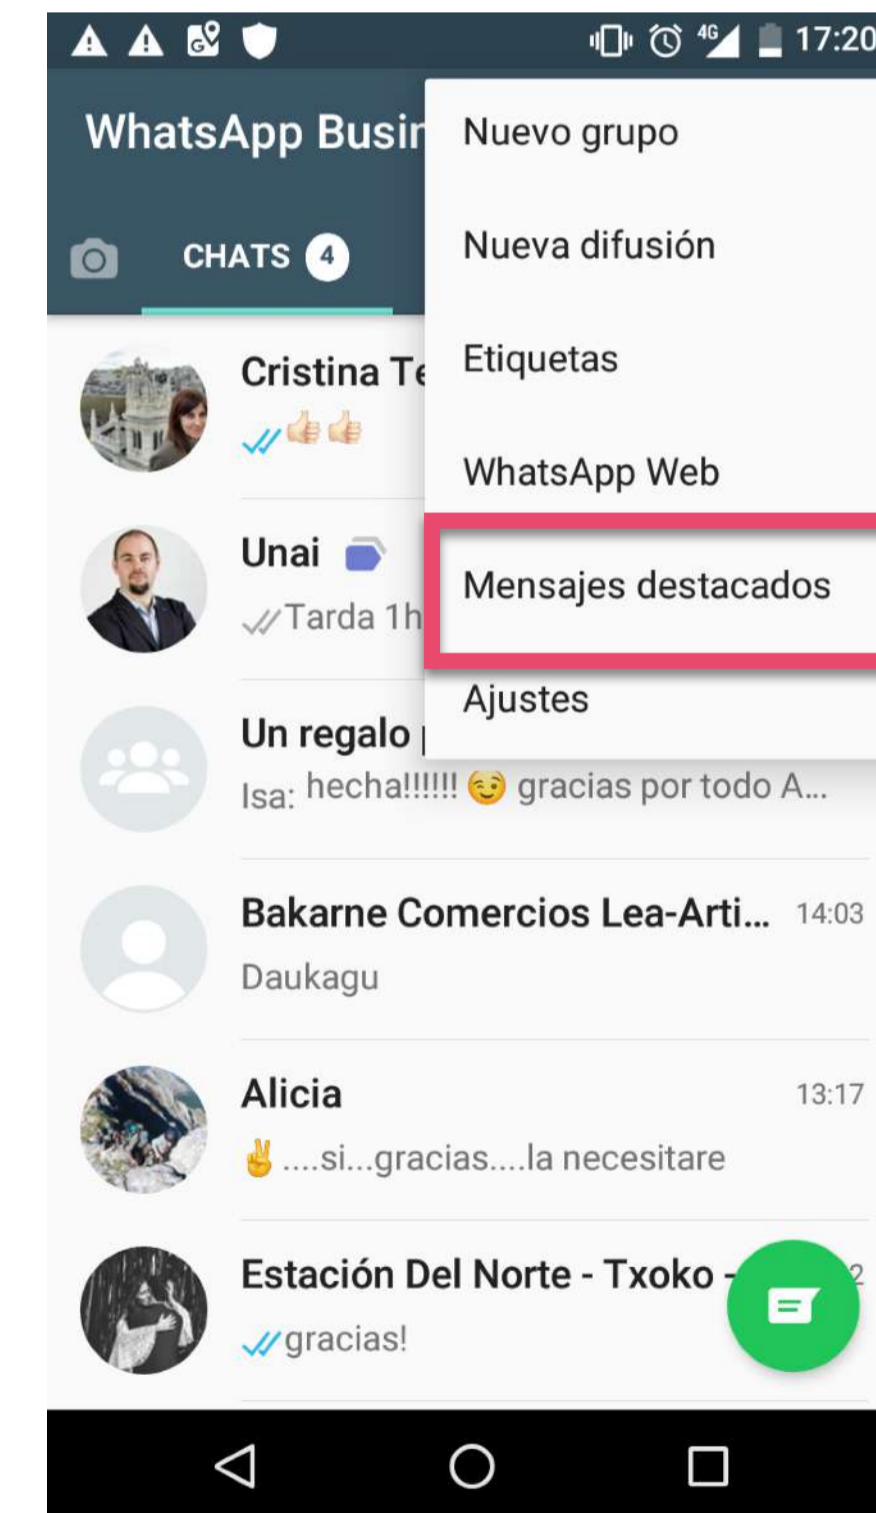 4G 17:20
WhatsApp Busin
Nuevo grupo
Nueva difusión
CHATS 4
Etiquetas
Cristina Te
WhatsApp Web
Unai
Mensajes destacados
Tarda 1h
Ajustes
Un regalo
Isa: hecha!!!!!! 😉 gracias por todo A...
Bakarne Comercios Lea-Arti... 14:03
Daukagu
Alicia 13:17
✌️....si...gracias....la necesitare
Estación Del Norte - Txoko -
gracias!